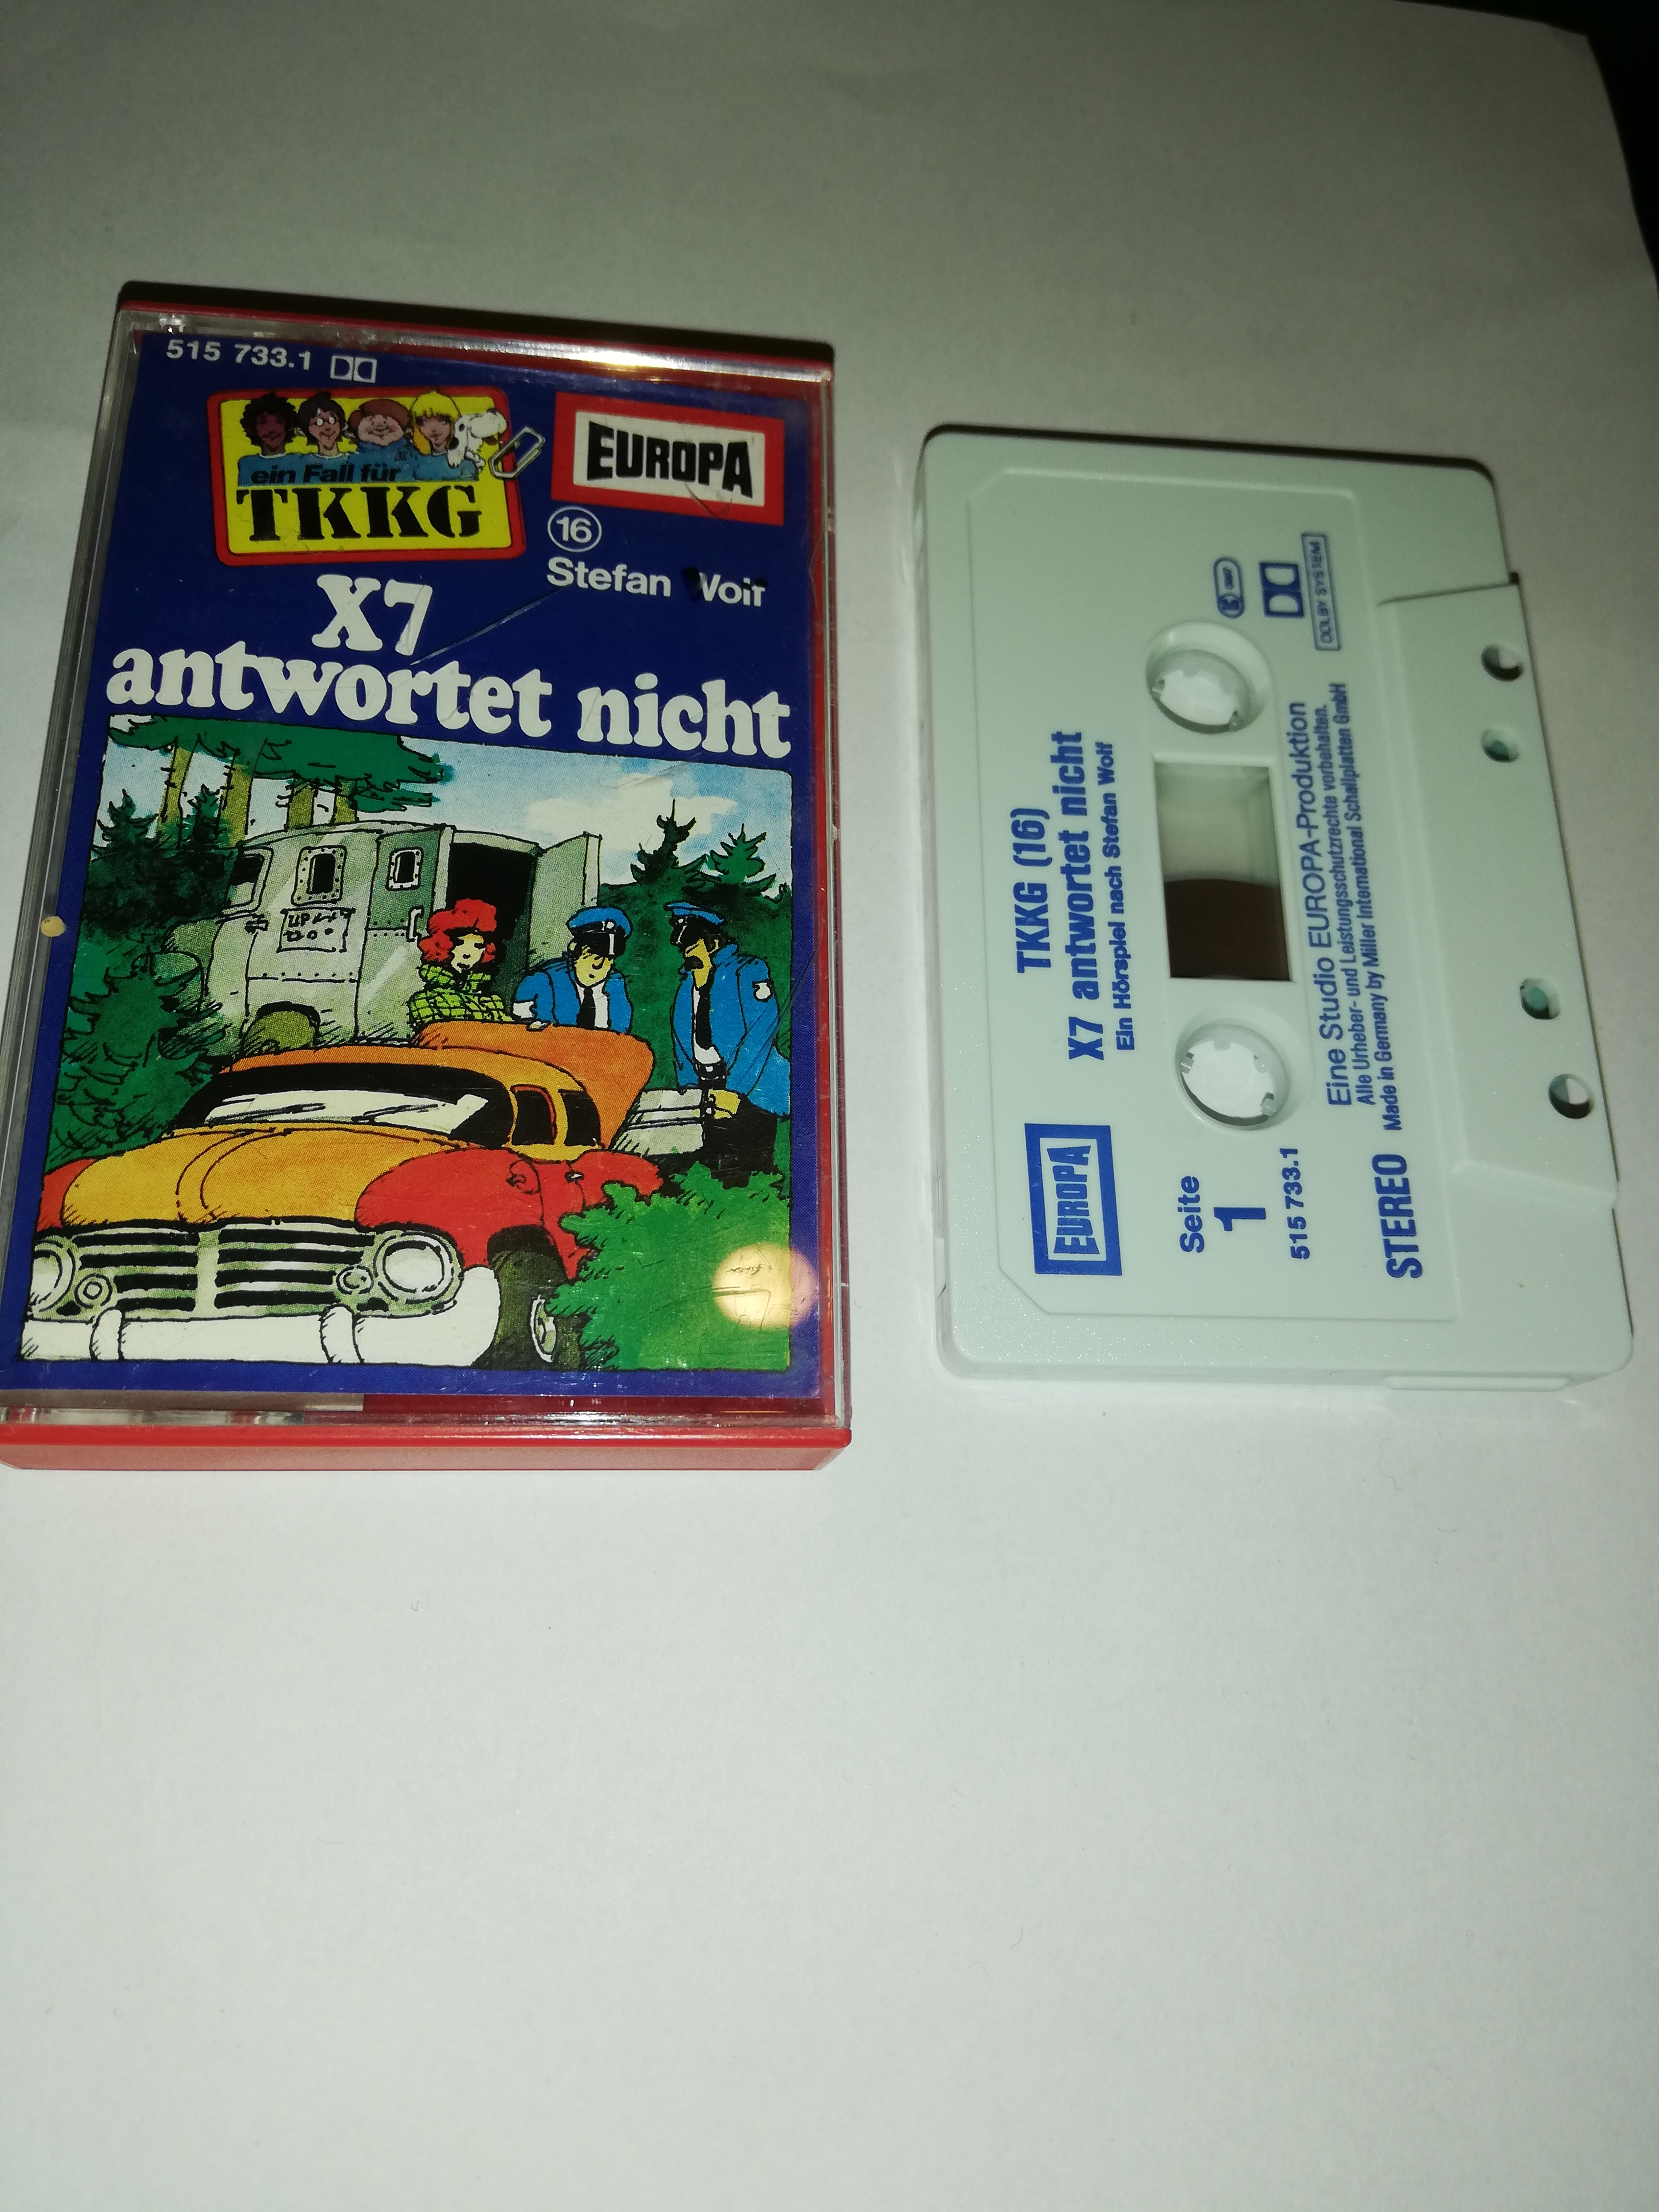 515 733.1
ein Fall für
TKKG
EUROPA
16
Stefan
X7
antwortet nicht
TKKG (16)
X7 antwortet nicht
Ein Hörspiel nach Stefan Wolf
EUROPA
Seite
1
515 733.1
DOLBY SYSTEM
Eine Studio EUROPA-Produktion
Alle Urheber- und Leistungsschutzrechte vorbehalten.
STEREO Made in Germany by Miller International Schallplatten GmbH